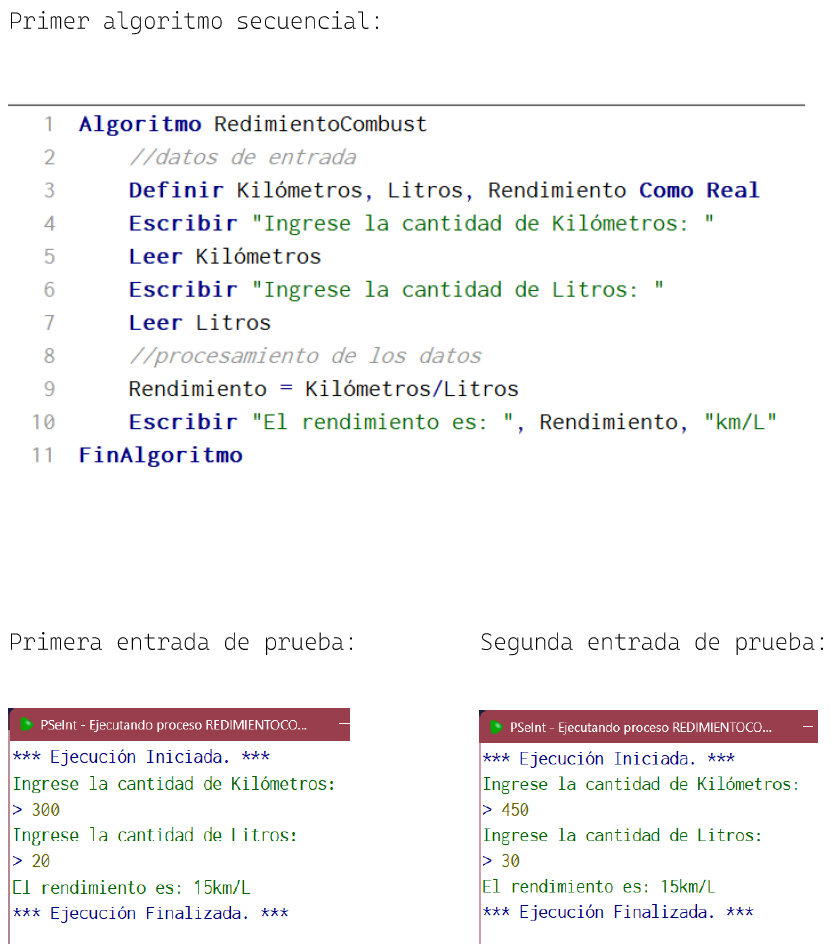 Primer algoritmo secuencial:
1 Algoritmo RedimientoCombust
2 //datos de entrada
3 Definir Kilómetros, Litros, Rendimiento Como Real
4 Escribir "Ingrese la cantidad de Kilómetros: "
5 Leer Kilómetros
6 Escribir "Ingrese la cantidad de Litros: "
7 Leer Litros
8 //procesamiento de los datos
9 Rendimiento = Kilómetros/Litros
10 Escribir "El rendimiento es: ", Rendimiento, "km/L"
11 FinAlgoritmo
Primera entrada de prueba:
PSeInt - Ejecutando proceso REDIMIENTOCO...
*** Ejecución Iniciada. ***
Ingrese la cantidad de Kilómetros:
> 300
Ingrese la cantidad de Litros:
> 20
El rendimiento es: 15km/L
*** Ejecución Finalizada. ***
Segunda entrada de prueba:
PSeInt - Ejecutando proceso REDIMIENTOCO...
*** Ejecución Iniciada. ***
Ingrese la cantidad de Kilómetros:
> 450
Ingrese la cantidad de Litros:
> 30
El rendimiento es: 15km/L
*** Ejecución Finalizada. ***